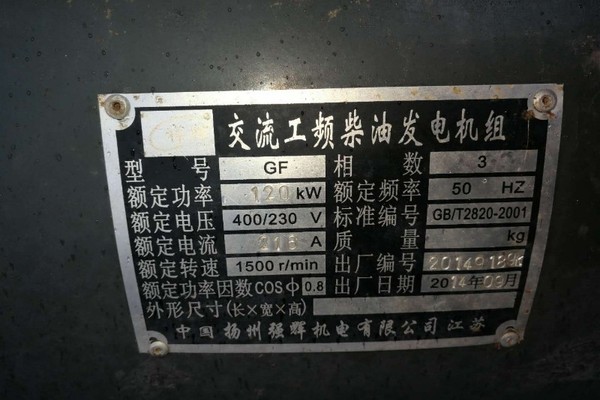 交流工频柴油发电机组
型 号 GF 相 数 3
额定功率 120 kW 额定频率 50 HZ
额定电压 400/230 V 标准编号 GB/T2820-2001
额定电流 216 A 质 量 kg
额定转速 1500 r/min 出厂编号
额定功率因数COSΦ 0.8 出厂日期 2014年09月
外形尺寸(长×宽×高)
中国 扬州强辉机电有限公司 江苏